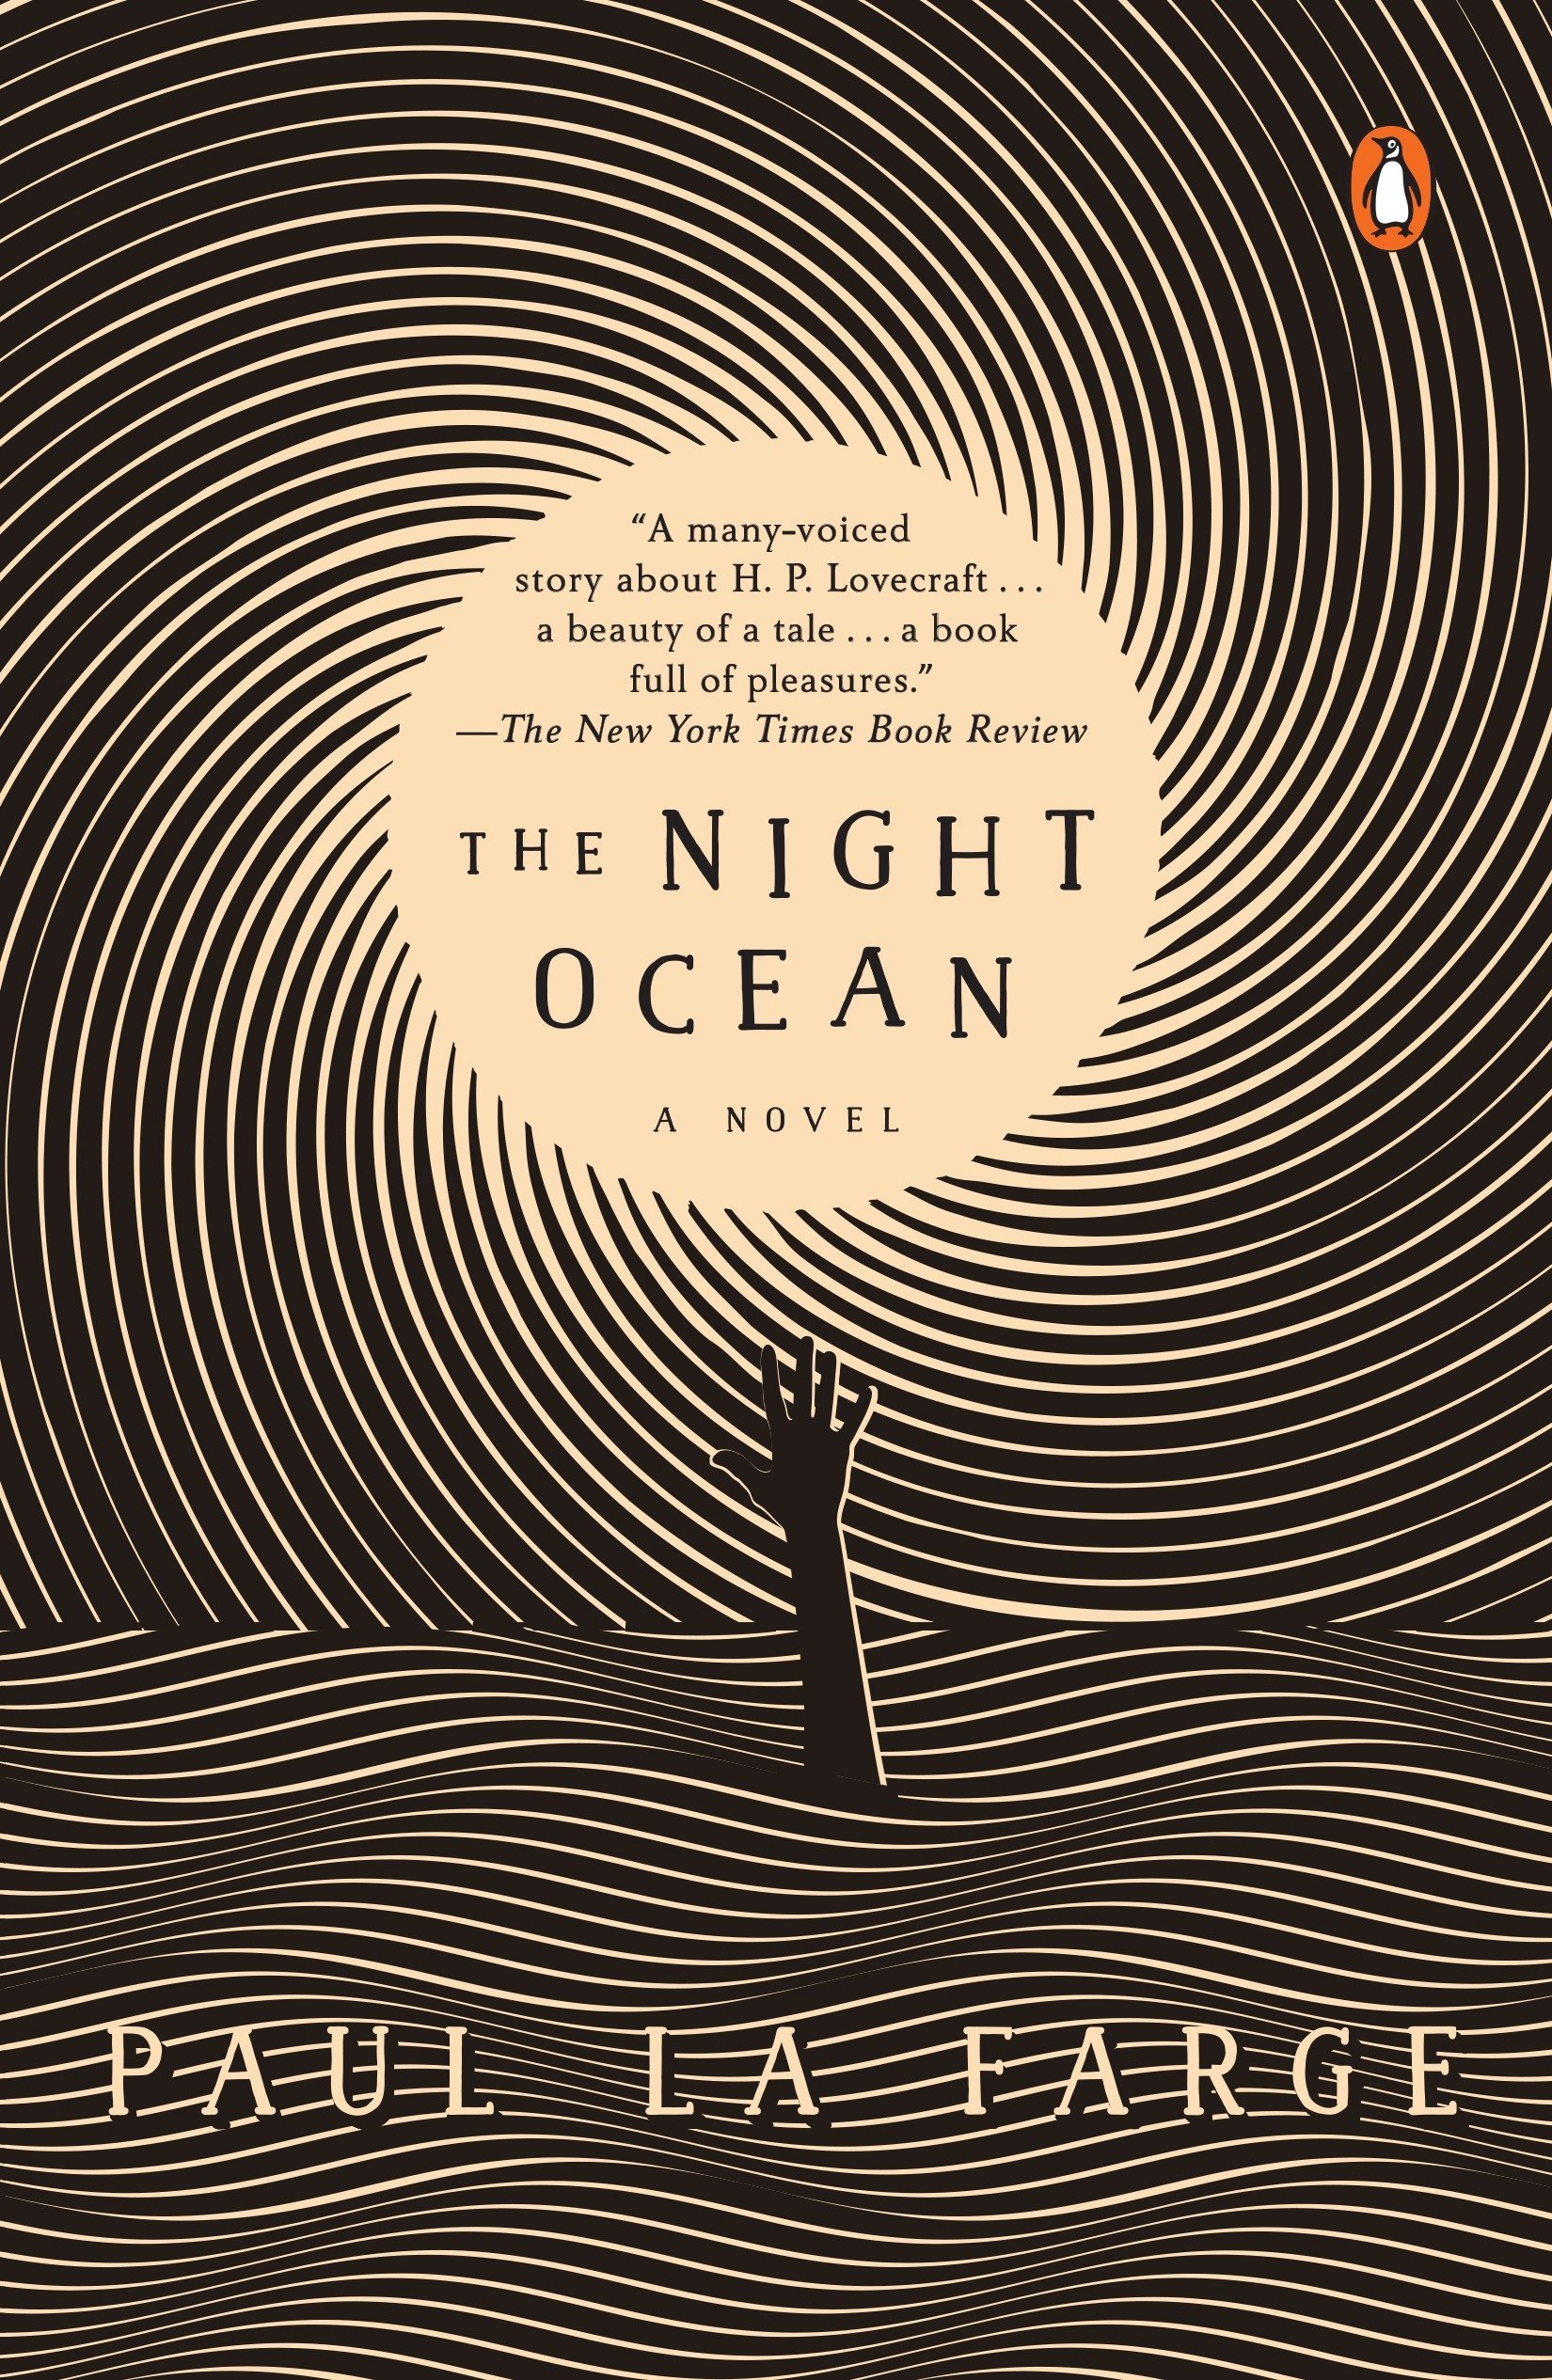 “A many-voiced
story about H. P. Lovecraft . . .
a beauty of a tale . . . a book
full of pleasures.”
—The New York Times Book Review
THE NIGHT
OCEAN
A NOVEL
PAUL LA FARGE